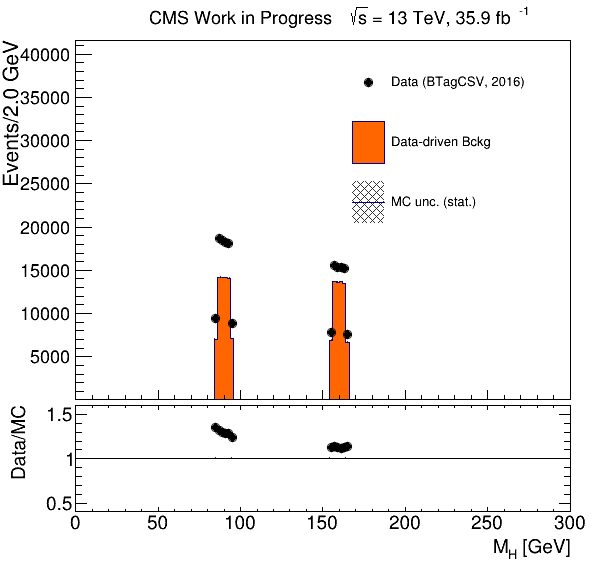 CMS Work in Progress √s = 13 TeV, 35.9 fb⁻¹
Events/2.0 GeV
40000
35000
30000
25000
20000
15000
10000
5000
Data (BTagCSV, 2016)
Data-driven Bckg
MC unc. (stat.)
Data/MC
1.5
1
0.5
0 50 100 150 200 250 300
M_H [GeV]